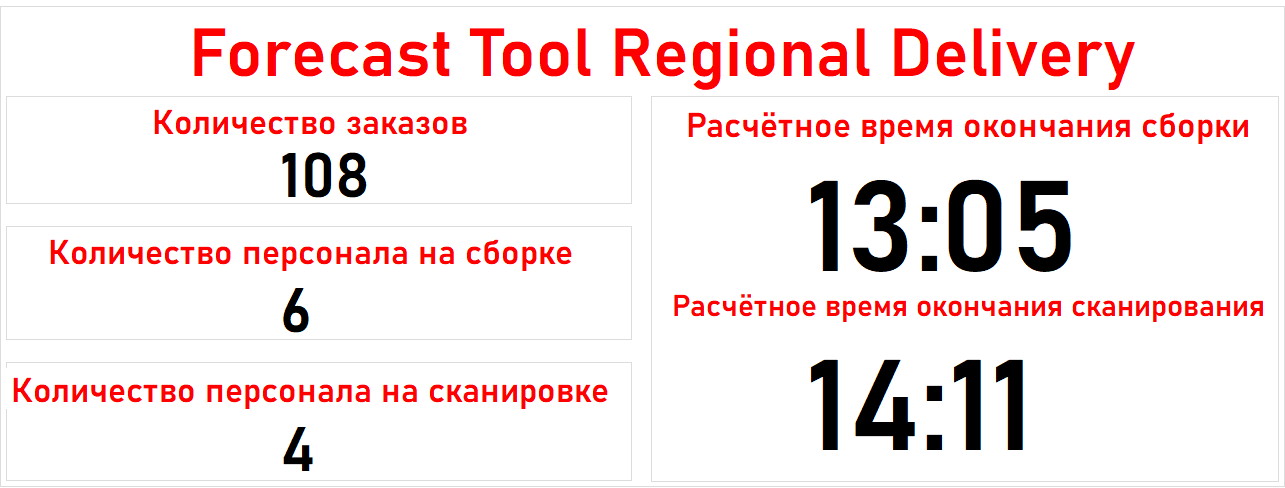 Forecast Tool Regional Delivery
Количество заказов
108
Количество персонала на сборке
6
Количество персонала на сканировке
4
Расчётное время окончания сборки
13:05
Расчётное время окончания сканирования
14:11